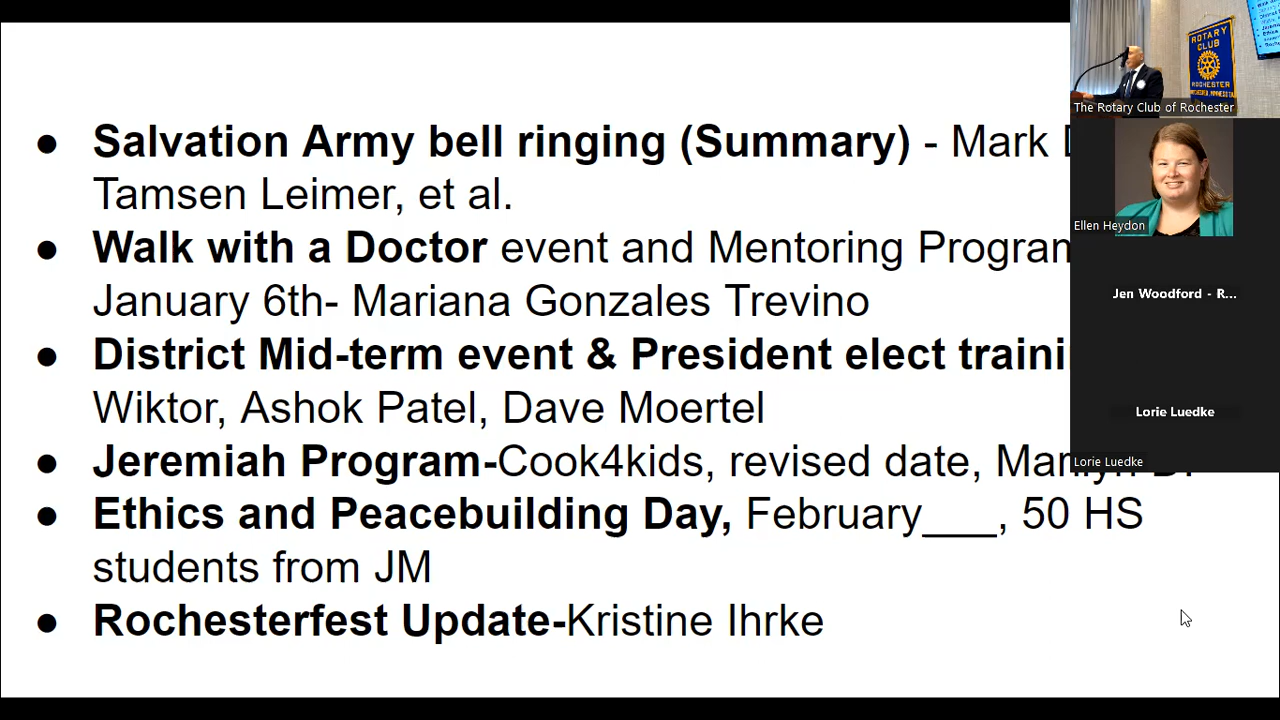 ● Salvation Army bell ringing (Summary) - Mark
Tamsen Leimer, et al.
● Walk with a Doctor event and Mentoring Program
January 6th- Mariana Gonzales Trevino
● District Mid-term event & President elect traini
Wiktor, Ashok Patel, Dave Moertel
● Jeremiah Program-Cook4kids, revised date,
● Ethics and Peacebuilding Day, February___, 50 HS
students from JM
● Rochesterfest Update-Kristine Ihrke
ROTARY
CLUB
ROCHESTER
The Rotary Club of Rochester
Ellen Heydon
Jen Woodford - R...
Lorie Luedke
Lorie Luedke